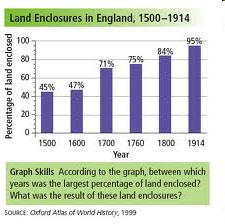 Land Enclosures in England, 1500–1914
Percentage of land enclosed
100
80
60
40
20
0
45%
47%
71%
75%
84%
95%
1500
1600
1700
1760
1800
1914
Year
Graph Skills According to the graph, between which
years was the largest percentage of land enclosed?
What was the result of these land enclosures?
SOURCE: Oxford Atlas of World History, 1999